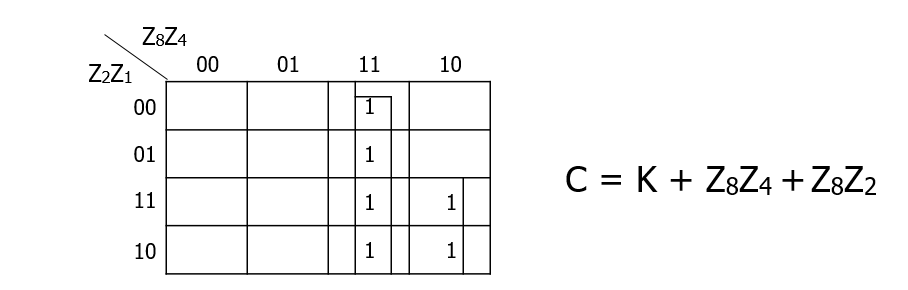 Z₈Z₄
Z₂Z₁
00 01 11 10
00 1
01 1
11 1 1
10 1 1
C = K + Z₈Z₄ + Z₈Z₂